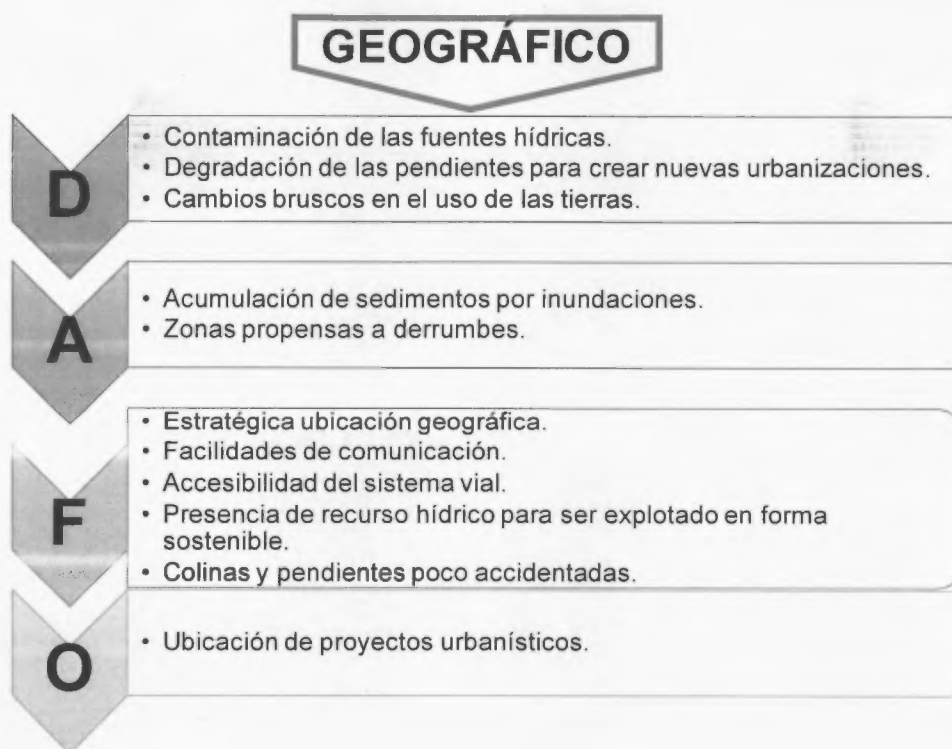 GEOGRÁFICO
D
• Contaminación de las fuentes hídricas.
• Degradación de las pendientes para crear nuevas urbanizaciones.
• Cambios bruscos en el uso de las tierras.
A
• Acumulación de sedimentos por inundaciones.
• Zonas propensas a derrumbes.
F
• Estratégica ubicación geográfica.
• Facilidades de comunicación.
• Accesibilidad del sistema vial.
• Presencia de recurso hídrico para ser explotado en forma
sostenible.
• Colinas y pendientes poco accidentadas.
O
• Ubicación de proyectos urbanísticos.